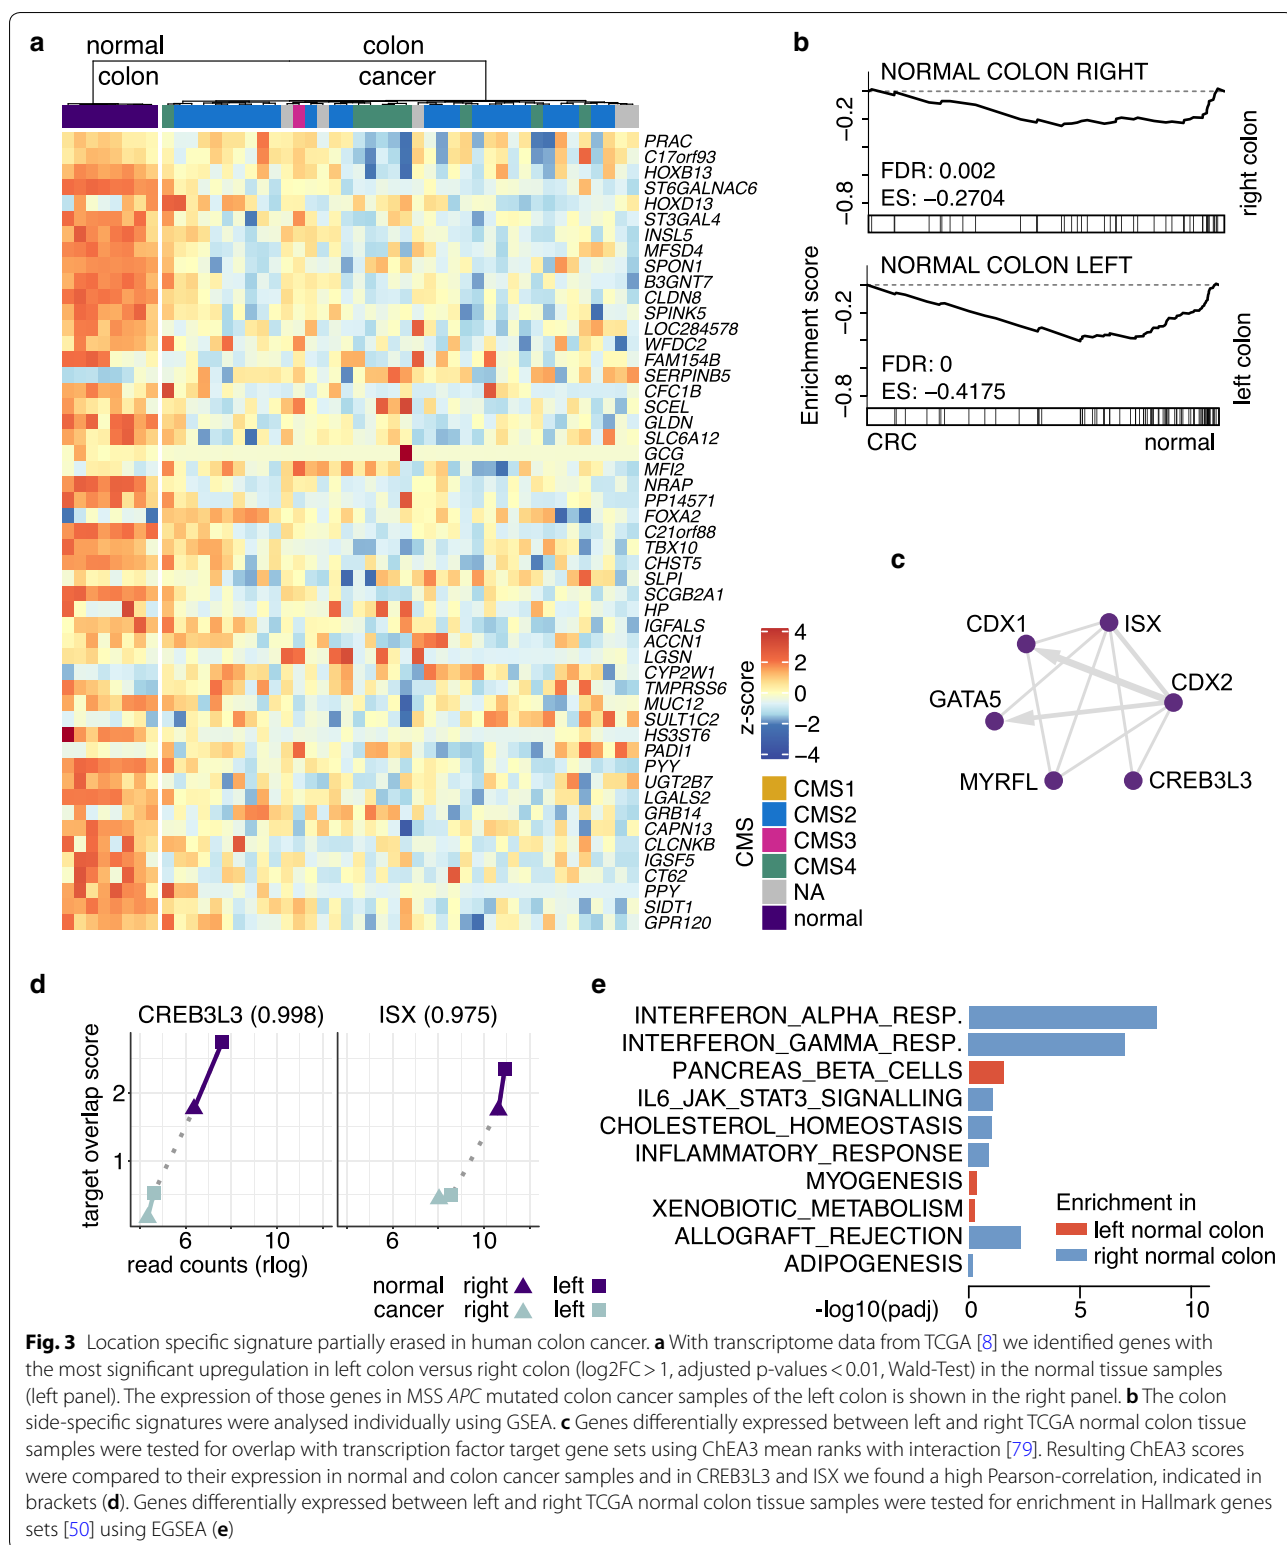 a
normal
colon
colon
cancer
PRAC
C17orf93
HOXB13
ST6GALNAC6
HOXD13
ST3GAL4
INSL5
MFSD4
SPON1
B3GNT7
CLDN8
SPINK5
LOC284578
WFDC2
FAM154B
SERPINB5
CFC1B
SCEL
GLDN
SLC6A12
GCG
MFI2
NRAP
PP14571
FOXA2
C21orf88
TBX10
CHST5
SLPI
SCGB2A1
HP
IGFALS
ACCN1
LGSN
CYP2W1
TMPRSS6
MUC12
SULT1C2
HS3ST6
PADI1
PYY
UGT2B7
LGALS2
GRB14
CAPN13
CLCNKB
IGSF5
CT62
PPY
SIDT1
GPR120
z-score
4
2
0
−2
−4
CMS
CMS1
CMS2
CMS3
CMS4
NA
normal
b
Enrichment score
NORMAL COLON RIGHT
−0.2
−0.8
FDR: 0.002
ES: −0.2704
right colon
NORMAL COLON LEFT
−0.2
−0.8
FDR: 0
ES: −0.4175
left colon
CRC normal
c
CDX1
ISX
CDX2
GATA5
MYRFL
CREB3L3
d
CREB3L3 (0.998) ISX (0.975)
target overlap score
2
1
6 10 6 10
read counts (rlog)
normal right left
cancer right left
e
INTERFERON_ALPHA_RESP.
INTERFERON_GAMMA_RESP.
PANCREAS_BETA_CELLS
IL6_JAK_STAT3_SIGNALLING
CHOLESTEROL_HOMEOSTASIS
INFLAMMATORY_RESPONSE
MYOGENESIS
XENOBIOTIC_METABOLISM
ALLOGRAFT_REJECTION
ADIPOGENESIS
Enrichment in
left normal colon
right normal colon
-log10(padj) 0 5 10
Fig. 3 Location specific signature partially erased in human colon cancer. a With transcriptome data from TCGA [8] we identified genes with
the most significant upregulation in left colon versus right colon (log2FC > 1, adjusted p-values < 0.01, Wald-Test) in the normal tissue samples
(left panel). The expression of those genes in MSS APC mutated colon cancer samples of the left colon is shown in the right panel. b The colon
side-specific signatures were analysed individually using GSEA. c Genes differentially expressed between left and right TCGA normal colon tissue
samples were tested for overlap with transcription factor target gene sets using ChEA3 mean ranks with interaction [79]. Resulting ChEA3 scores
were compared to their expression in normal and colon cancer samples and in CREB3L3 and ISX we found a high Pearson-correlation, indicated in
brackets (d). Genes differentially expressed between left and right TCGA normal colon tissue samples were tested for enrichment in Hallmark genes
sets [50] using EGSEA (e)